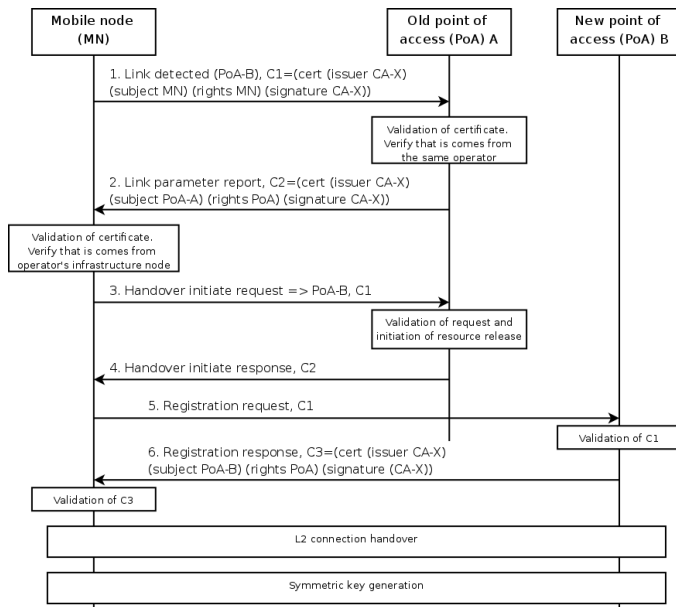 Mobile node
(MN)
Old point of
access (PoA) A
New point of
access (PoA) B
1. Link detected (PoA-B), C1=(cert (issuer CA-X)
(subject MN) (rights MN) (signature CA-X))
Validation of certificate.
Verify that is comes from
the same operator
2. Link parameter report, C2=(cert (issuer CA-X)
(subject PoA-A) (rights PoA) (signature CA-X))
Validation of certificate.
Verify that is comes from
operator's infrastructure node
3. Handover initiate request => PoA-B, C1
Validation of request and
initiation of resource release
4. Handover initiate response, C2
5. Registration request, C1
Validation of C1
6. Registration response, C3=(cert (issuer CA-X)
(subject PoA-B) (rights PoA) (signature (CA-X))
Validation of C3
L2 connection handover
Symmetric key generation